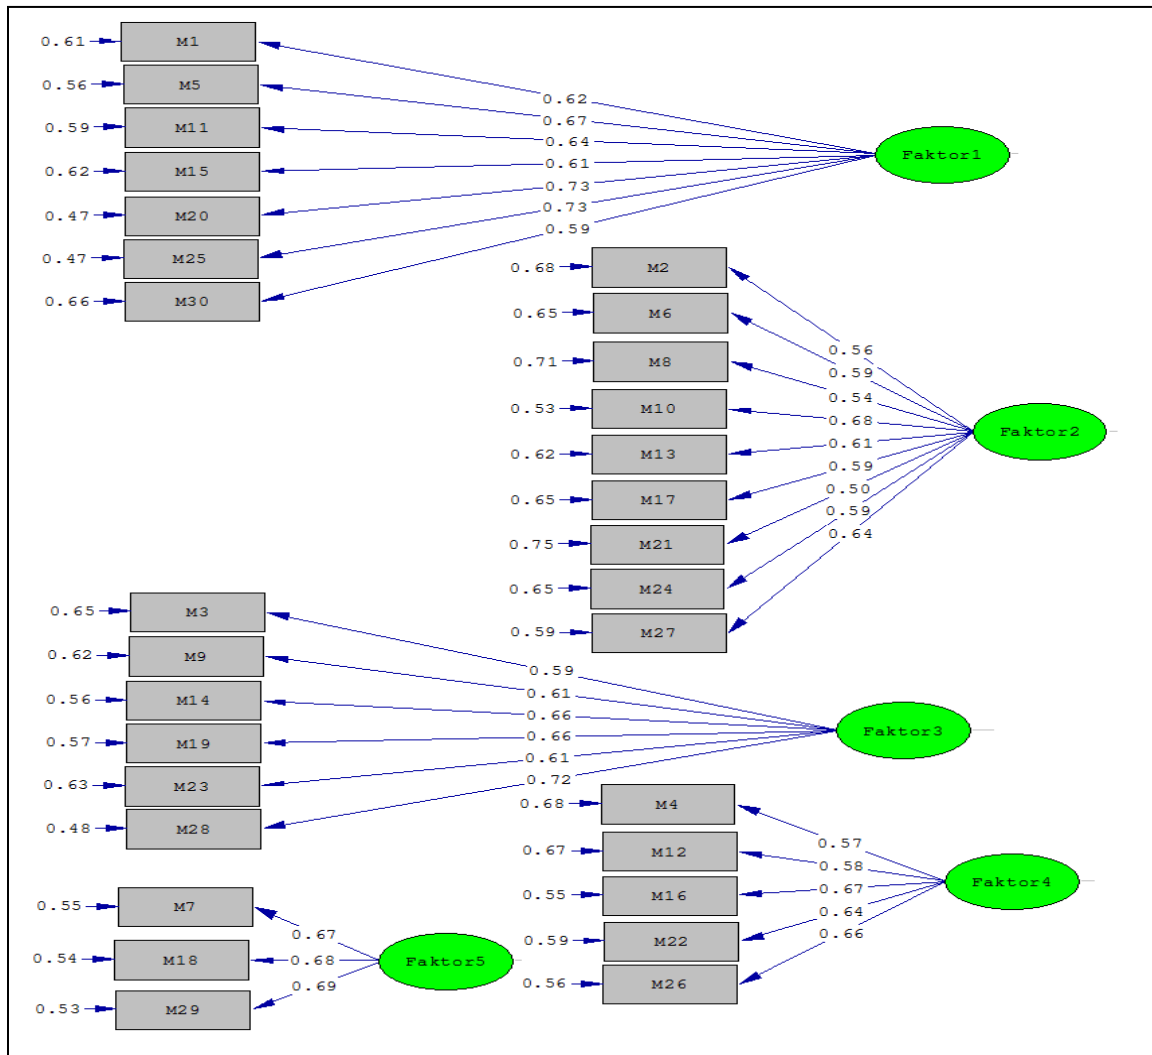 0.61 M1
0.56 M5
0.62
0.67
0.59 M11
0.64
Faktor1
0.62 M15
0.61
0.73
0.47 M20
0.73
0.59
0.47 M25
0.66 M30
0.68 M2
0.65 M6
0.56
0.71 M8
0.59
0.54
0.53 M10
0.68
Faktor2
0.62 M13
0.61
0.59
0.65 M17
0.50
0.59
0.75 M21
0.64
0.65 M24
0.59 M27
0.65 M3
0.62 M9
0.59
0.61
0.56 M14
0.66
Faktor3
0.57 M19
0.66
0.61
0.63 M23
0.72
0.48 M28
0.68 M4
0.57
0.67 M12
0.58
0.67
Faktor4
0.55 M16
0.64
0.66
0.59 M22
0.56 M26
0.55 M7
0.67
0.54 M18
0.68
Faktor5
0.69
0.53 M29